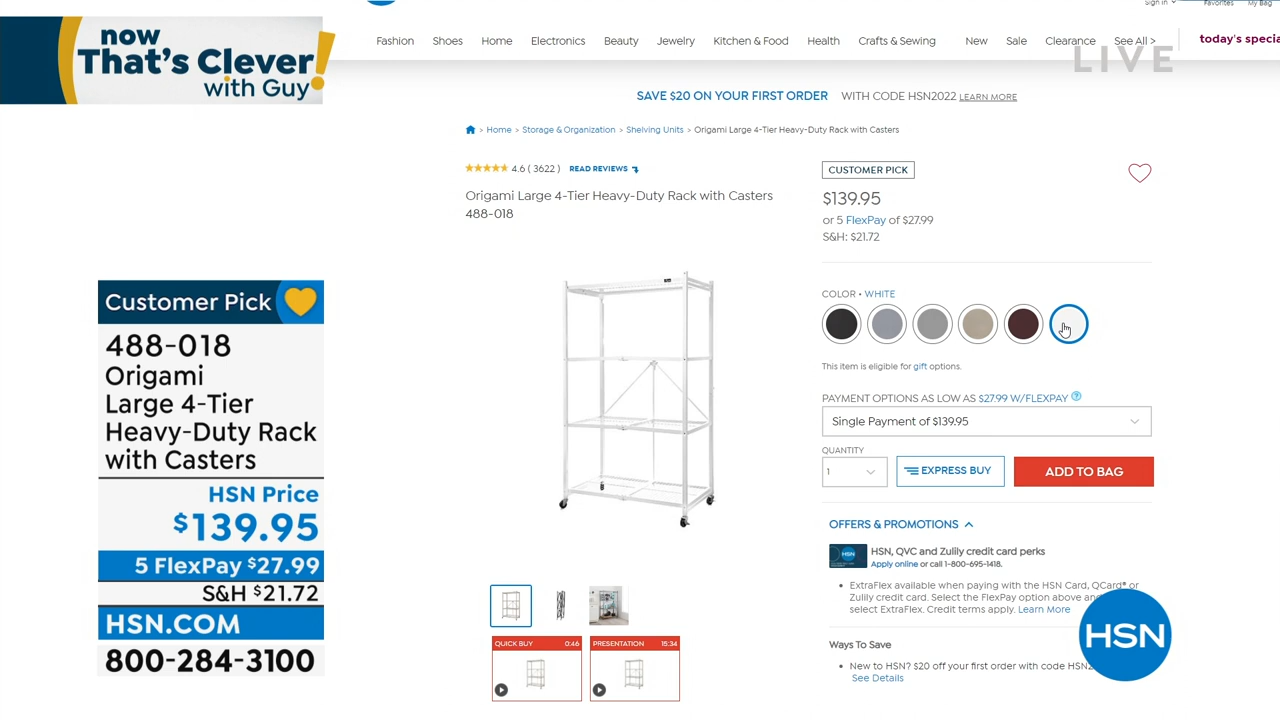 now
That's Clever!
with Guy
Sign In
Favorites
My Bag
Fashion Shoes Home Electronics Beauty Jewelry Kitchen & Food Health Crafts & Sewing New Sale Clearance See All >
today's specia
LIVE
SAVE $20 ON YOUR FIRST ORDER WITH CODE HSN2022 LEARN MORE
> Home > Storage & Organization > Shelving Units > Origami Large 4-Tier Heavy-Duty Rack with Casters
4.6 ( 3622 ) READ REVIEWS
Origami Large 4-Tier Heavy-Duty Rack with Casters
488-018
CUSTOMER PICK
$139.95
or 5 FlexPay of $27.99
S&H: $21.72
COLOR • WHITE
This item is eligible for gift options.
PAYMENT OPTIONS AS LOW AS $27.99 W/FLEXPAY ?
Single Payment of $139.95
QUANTITY
1
EXPRESS BUY
ADD TO BAG
OFFERS & PROMOTIONS
HSN
HSN, QVC and Zulily credit card perks
Apply online or call 1-800-695-1418.
• ExtraFlex available when paying with the HSN Card, QCard® or
Zulily credit card. Select the FlexPay option above and
select ExtraFlex. Credit terms apply. Learn More
Ways To Save
• New to HSN? $20 off your first order with code HSN2
See Details
HSN
QUICK BUY 0:46
PRESENTATION 15:34
Customer Pick
488-018
Origami
Large 4-Tier
Heavy-Duty Rack
with Casters
HSN Price
$139.95
5 FlexPay $27.99
S&H $21.72
HSN.COM
800-284-3100